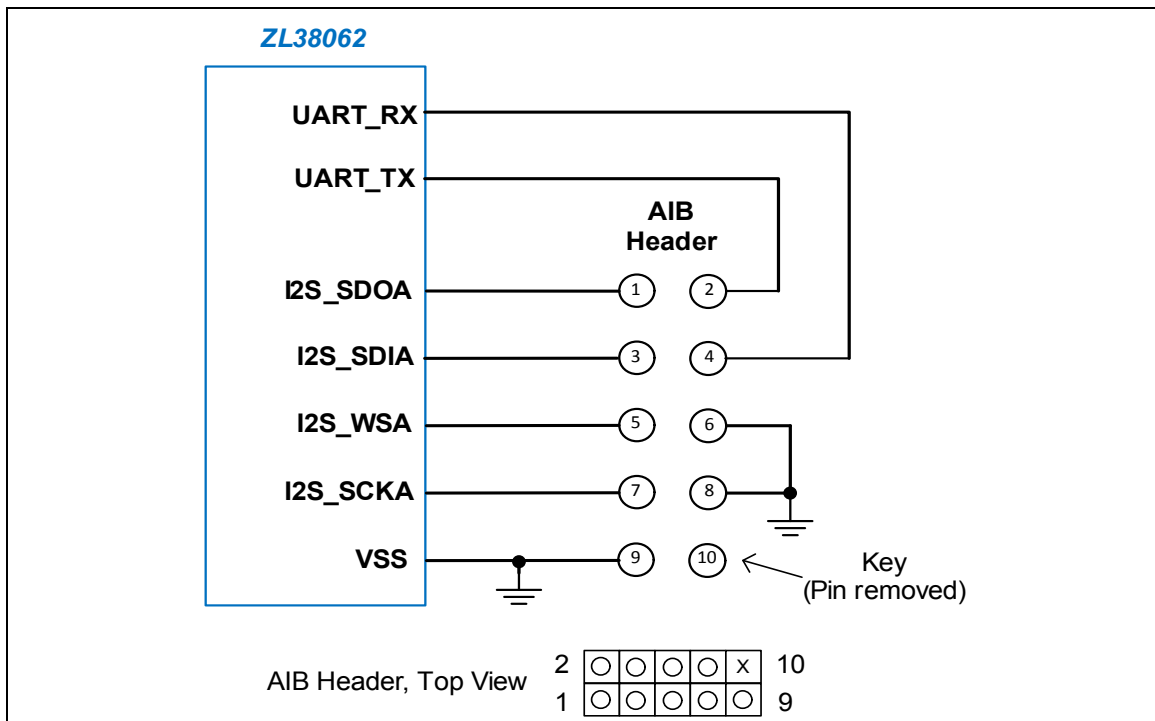 ZL38062
UART_RX
UART_TX
AIB
Header
I2S_SDOA 1 2
I2S_SDIA 3 4
I2S_WSA 5 6
I2S_SCKA 7 8
VSS 9 10
Key
(Pin removed)
AIB Header, Top View
2 X 10
1 9